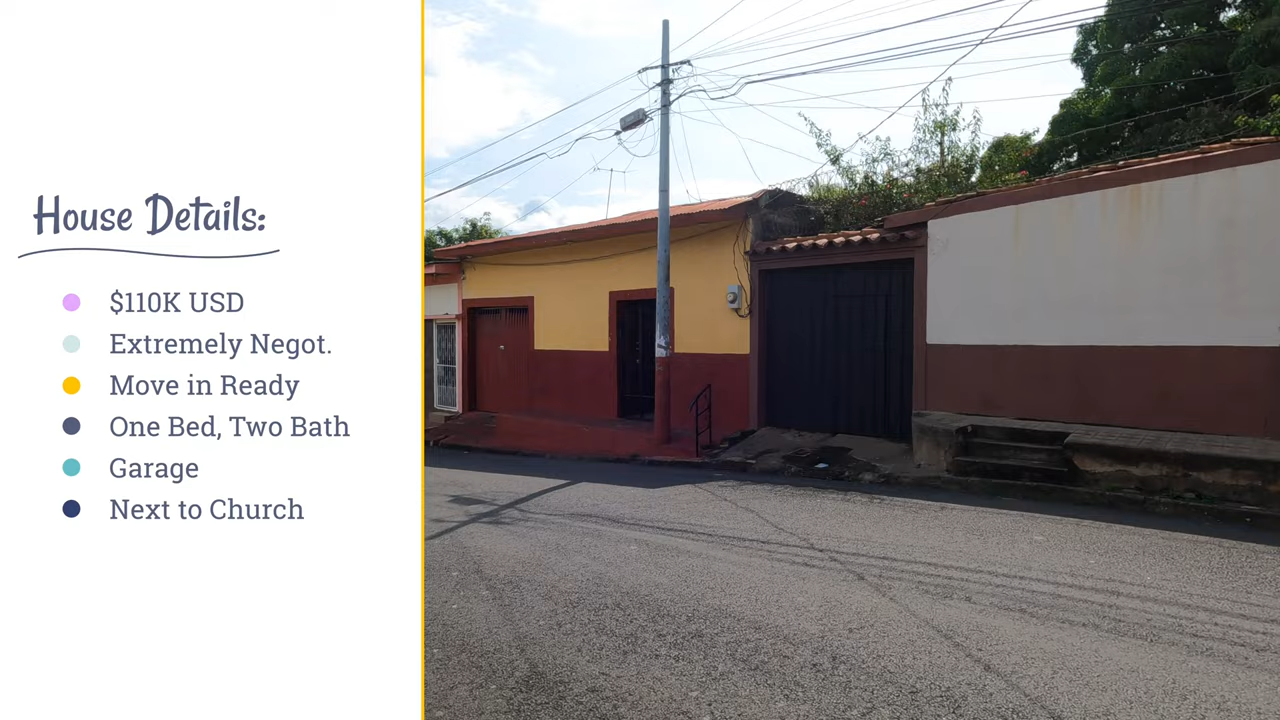 House Details:
$110K USD
Extremely Negot.
Move in Ready
One Bed, Two Bath
Garage
Next to Church